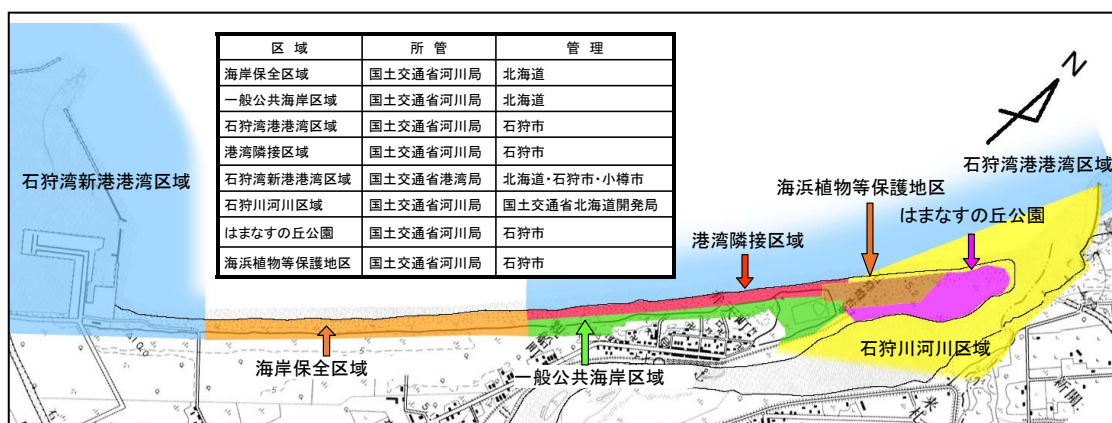 区 域 所 管 管 理
海岸保全区域 国土交通省河川局 北海道
一般公共海岸区域 国土交通省河川局 北海道
石狩湾港港湾区域 国土交通省河川局 石狩市
港湾隣接区域 国土交通省河川局 石狩市
石狩湾新港港湾区域 国土交通省港湾局 北海道・石狩市・小樽市
石狩川河川区域 国土交通省河川局 国土交通省北海道開発局
はまなすの丘公園 国土交通省河川局 石狩市
海浜植物等保護地区 国土交通省河川局 石狩市
N
石狩湾新港港湾区域
石狩湾港港湾区域
海浜植物等保護地区
はまなすの丘公園
港湾隣接区域
石狩川河川区域
海岸保全区域
一般公共海岸区域